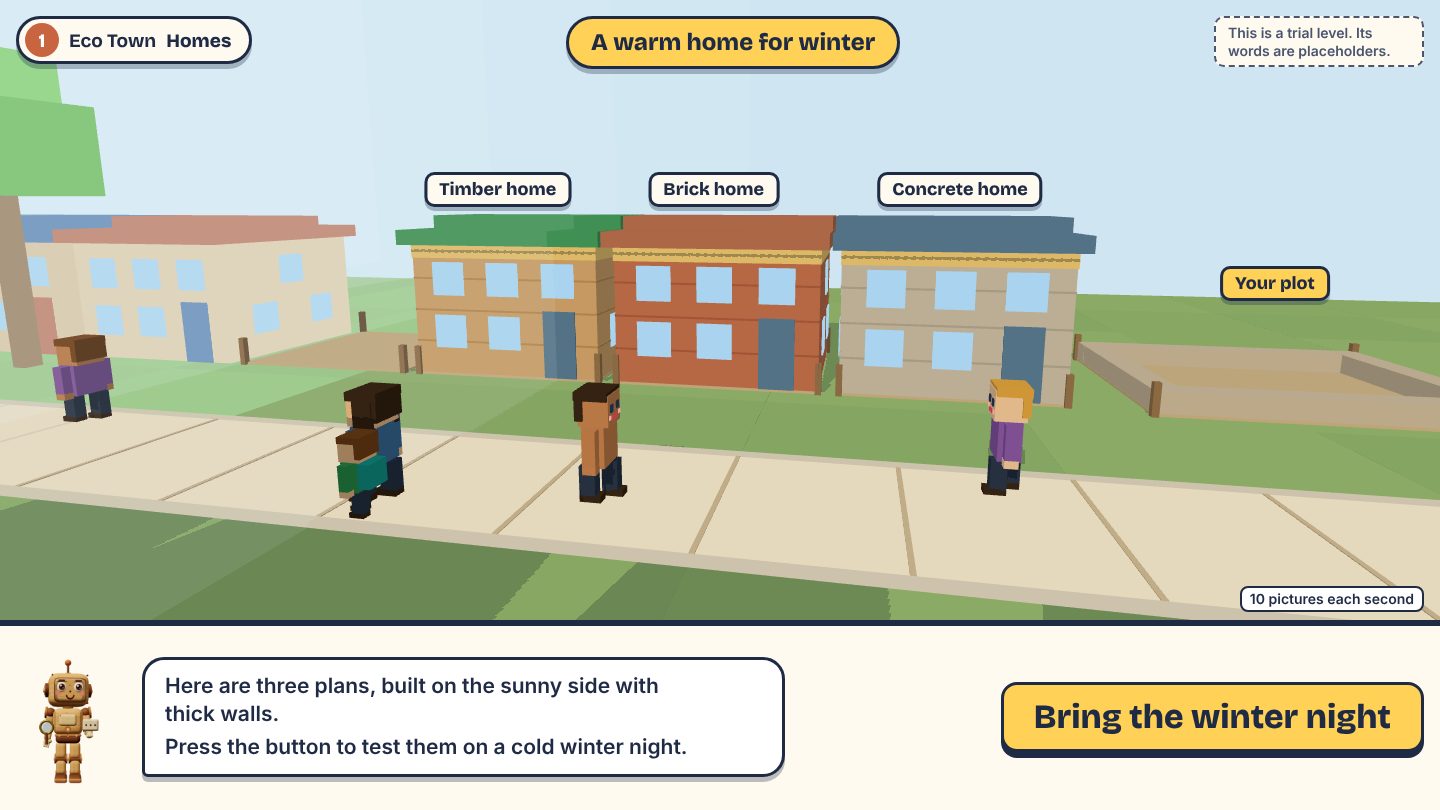 1 Eco Town Homes
A warm home for winter
This is a trial level. Its
words are placeholders.
Timber home
Brick home
Concrete home
Your plot
10 pictures each second
Here are three plans, built on the sunny side with
thick walls.
Press the button to test them on a cold winter night.
Bring the winter night